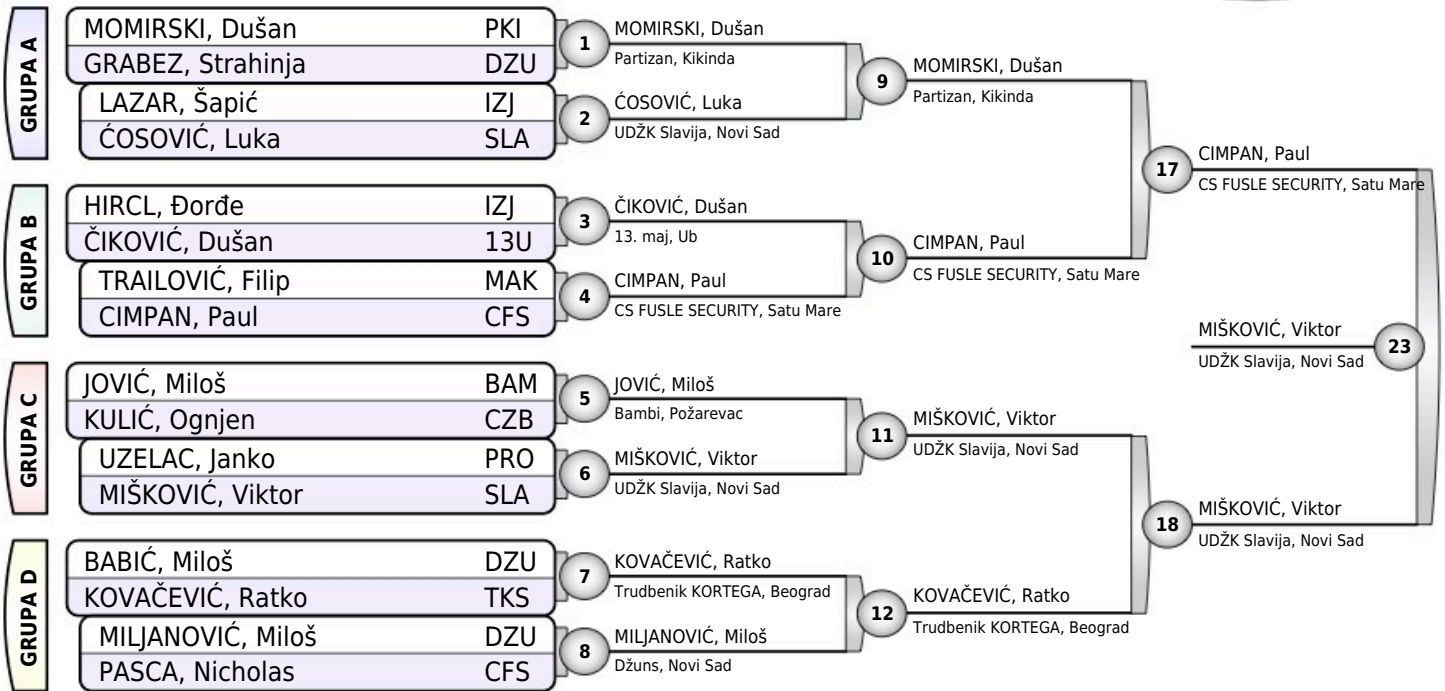 GRUPA A
MOMIRSKI, Dušan PKI
GRABEZ, Strahinja DZU
LAZAR, Šapić IZJ
ĆOSOVIĆ, Luka SLA
GRUPA B
HIRCL, Đorđe IZJ
ČIKOVIĆ, Dušan 13U
TRAILOVIĆ, Filip MAK
CIMPAN, Paul CFS
GRUPA C
JOVIĆ, Miloš BAM
KULIĆ, Ognjen CZB
UZELAC, Janko PRO
MIŠKOVIĆ, Viktor SLA
GRUPA D
BABIĆ, Miloš DZU
KOVAČEVIĆ, Ratko TKS
MILJANOVIĆ, Miloš DZU
PASCA, Nicholas CFS
1
MOMIRSKI, Dušan
Partizan, Kikinda
2
ĆOSOVIĆ, Luka
UDŽK Slavija, Novi Sad
3
ČIKOVIĆ, Dušan
13. maj, Ub
4
CIMPAN, Paul
CS FUSLE SECURITY, Satu Mare
5
JOVIĆ, Miloš
Bambi, Požarevac
6
MIŠKOVIĆ, Viktor
UDŽK Slavija, Novi Sad
7
KOVAČEVIĆ, Ratko
Trudbenik KORTEGA, Beograd
8
MILJANOVIĆ, Miloš
Džuns, Novi Sad
9
MOMIRSKI, Dušan
Partizan, Kikinda
10
CIMPAN, Paul
CS FUSLE SECURITY, Satu Mare
11
MIŠKOVIĆ, Viktor
UDŽK Slavija, Novi Sad
12
KOVAČEVIĆ, Ratko
Trudbenik KORTEGA, Beograd
17
CIMPAN, Paul
CS FUSLE SECURITY, Satu Mare
18
MIŠKOVIĆ, Viktor
UDŽK Slavija, Novi Sad
MIŠKOVIĆ, Viktor
UDŽK Slavija, Novi Sad
23